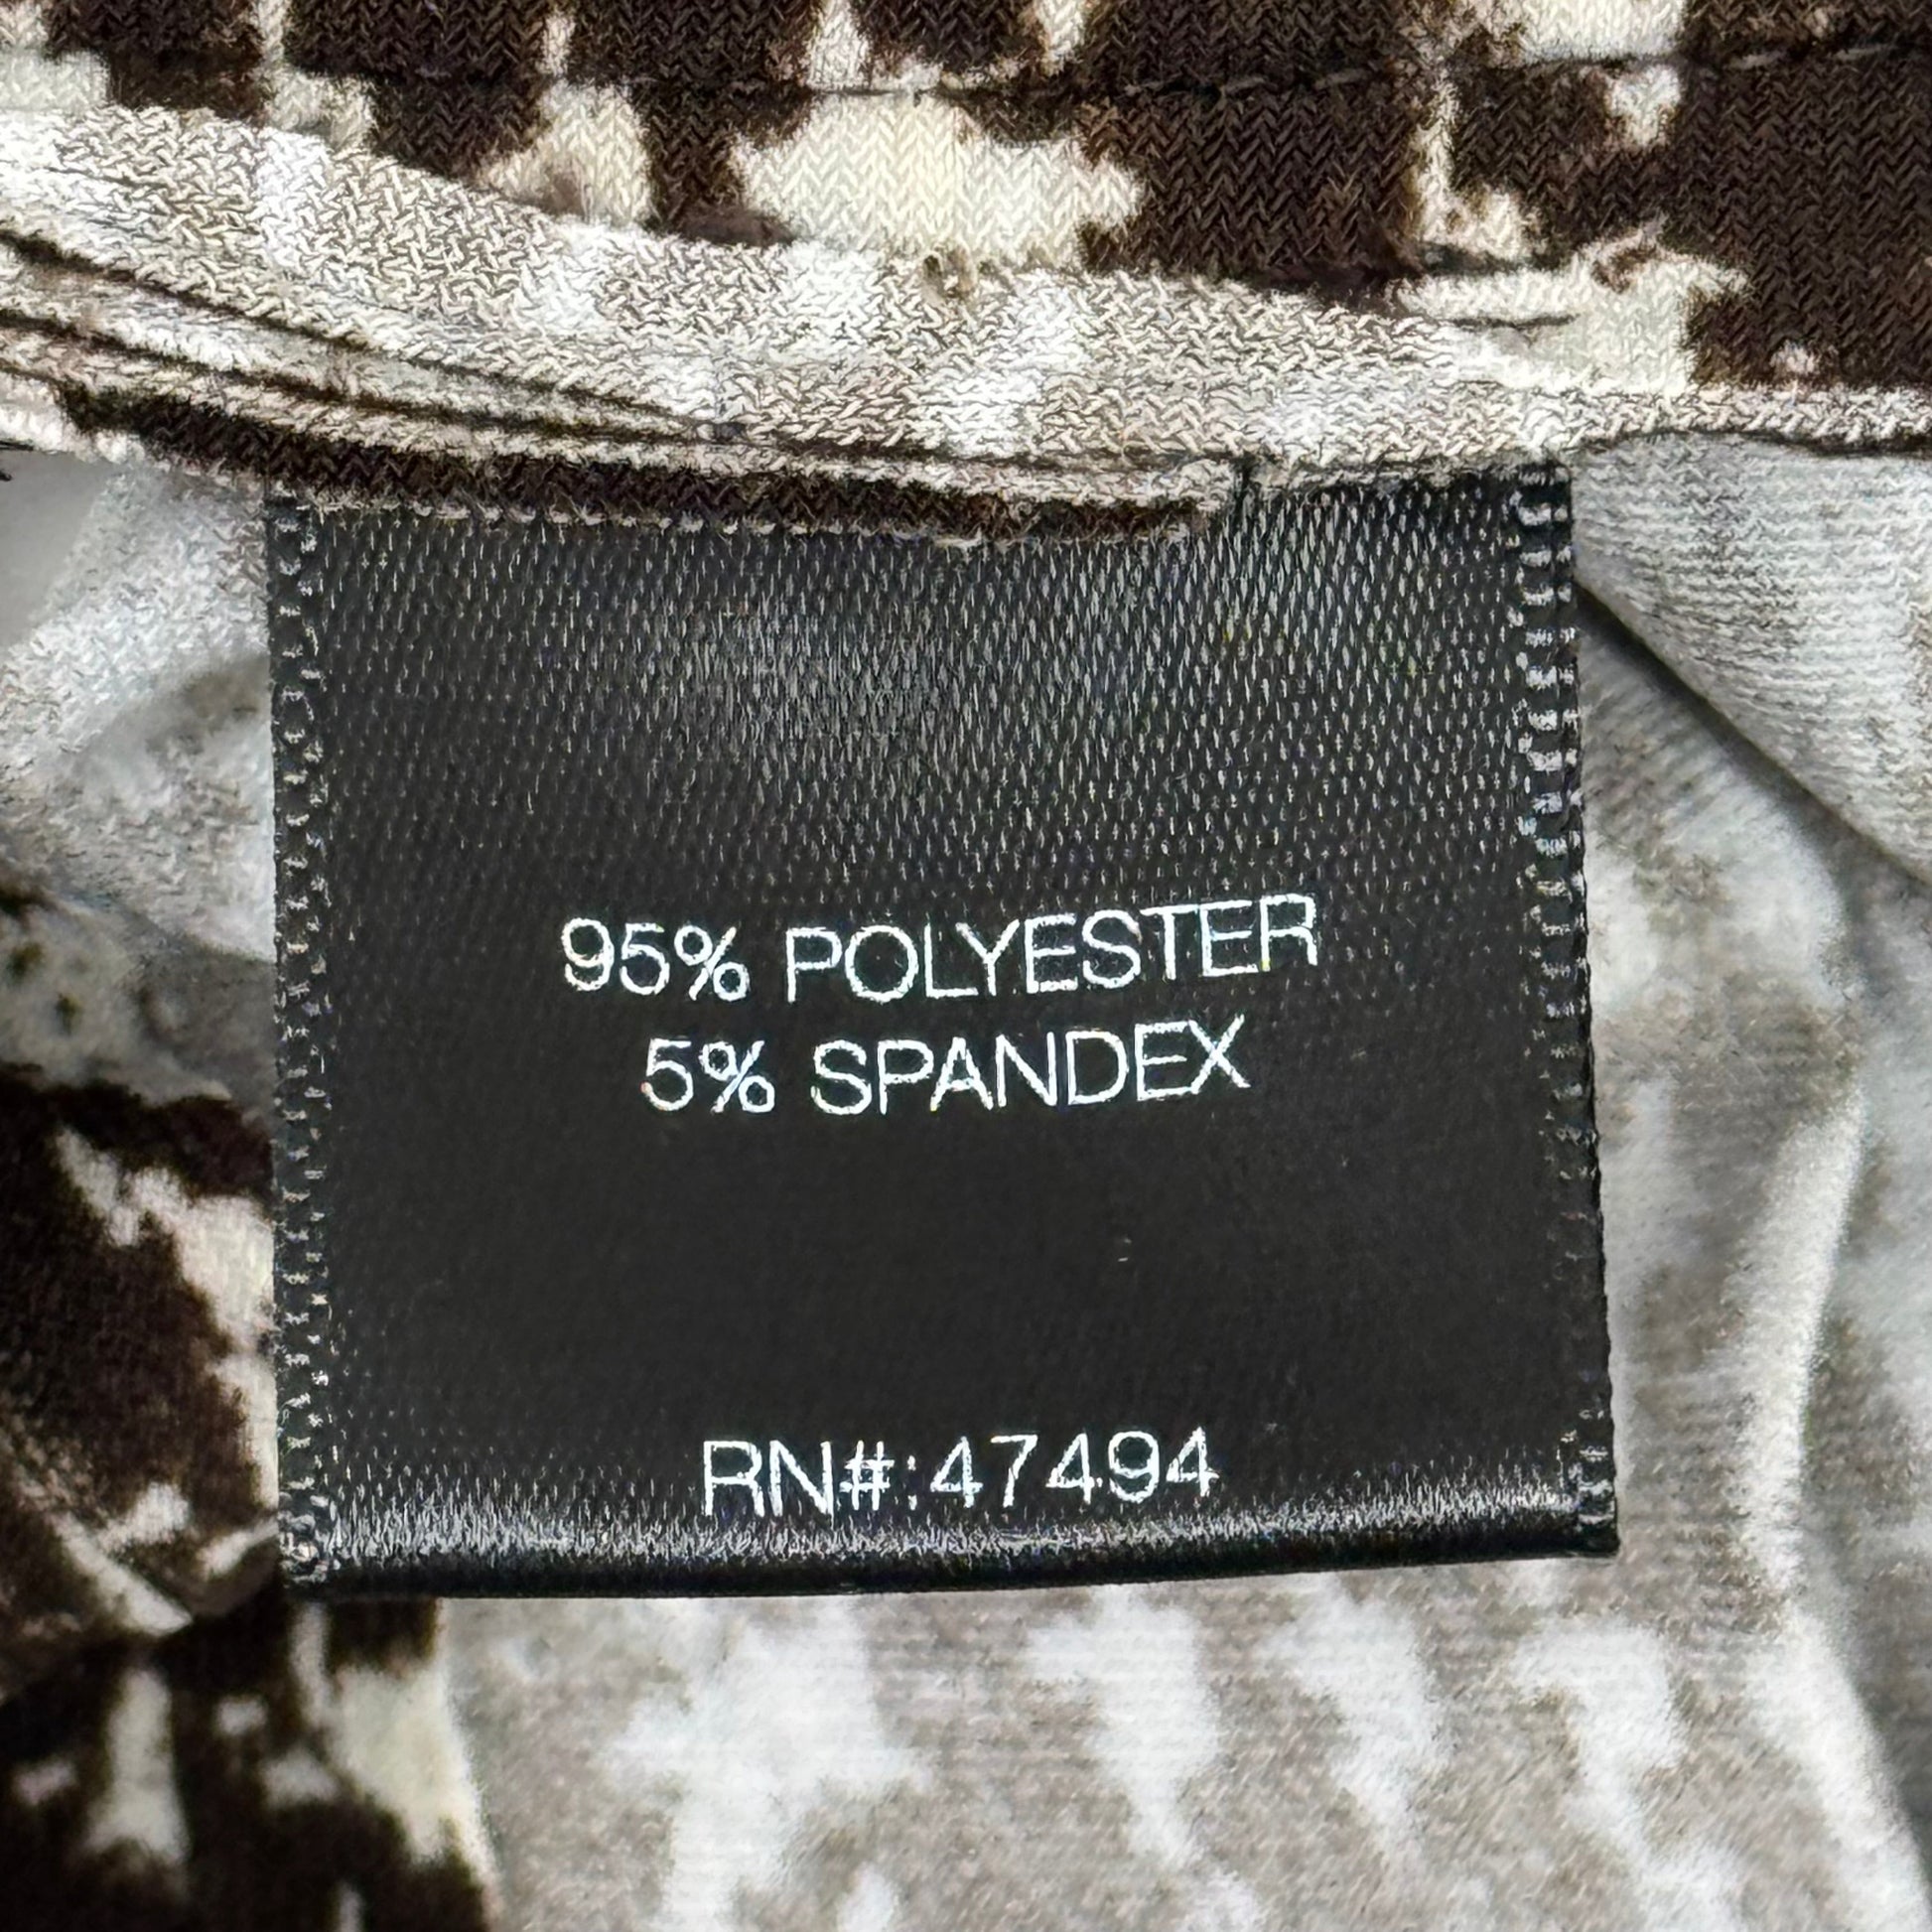 95% POLYESTER
5% SPANDEX
RN#:47494